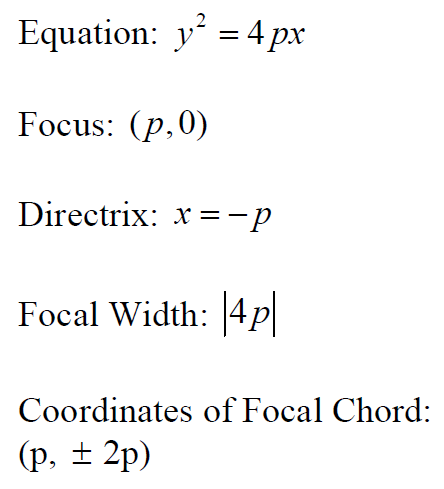 Equation: y² = 4px
Focus: (p,0)
Directrix: x = −p
Focal Width: |4p|
Coordinates of Focal Chord:
(p, ± 2p)